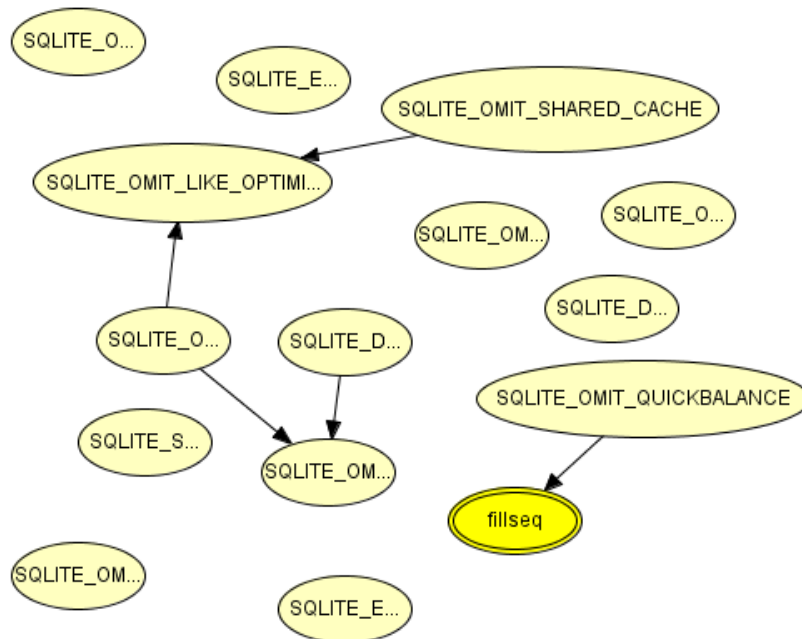 SQLITE_O...
SQLITE_E...
SQLITE_OMIT_SHARED_CACHE
SQLITE_OMIT_LIKE_OPTIMI...
SQLITE_O...
SQLITE_OM...
SQLITE_D...
SQLITE_O...
SQLITE_D...
SQLITE_OMIT_QUICKBALANCE
SQLITE_S...
SQLITE_OM...
fillseq
SQLITE_OM...
SQLITE_E...